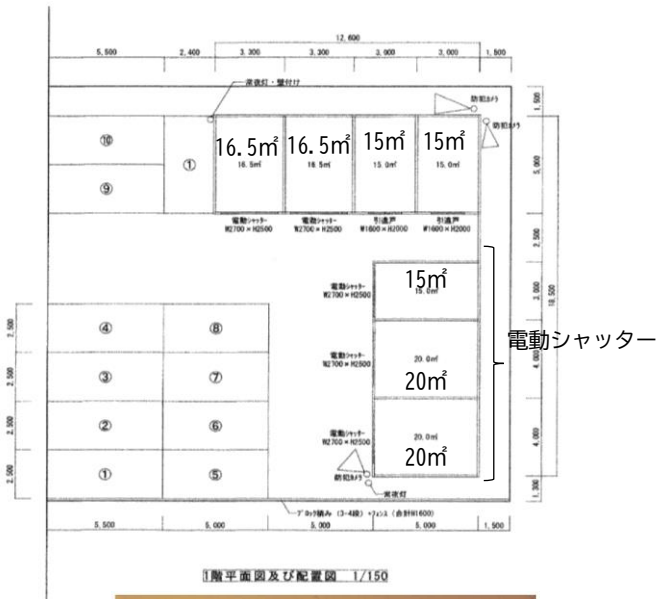 12,600
5,500 2,400 3,300 3,300 3,000 3,000 1,500
常夜灯・壁付け
防犯カメラ
防犯カメラ
1,500
⑩
①
16.5㎡ 16.5㎡ 15㎡ 15㎡
16.5㎡ 16.5㎡ 15.0㎡ 15.0㎡
5,000
⑨
電動シャッター 電動シャッター 引違戸 引違戸
W2700×H2500 W2700×H2500 W1600×H2000 W1600×H2000
2,500
電動シャッター
W2700×H2500
15㎡
15.0㎡
3,000
18,500
2,500
④ ⑧
電動シャッター
電動シャッター
W2700×H2500
20.0㎡
20㎡
4,000
2,500
③ ⑦
2,500
② ⑥
電動シャッター
W2700×H2500
20.0㎡
20㎡
4,000
2,500
① ⑤
防犯カメラ
常夜灯
1,300
ブロック積み (3-4段) +フェンス (合計H1600)
5,500 5,000 5,000 5,000 1,500
1階平面図及び配置図 1/150